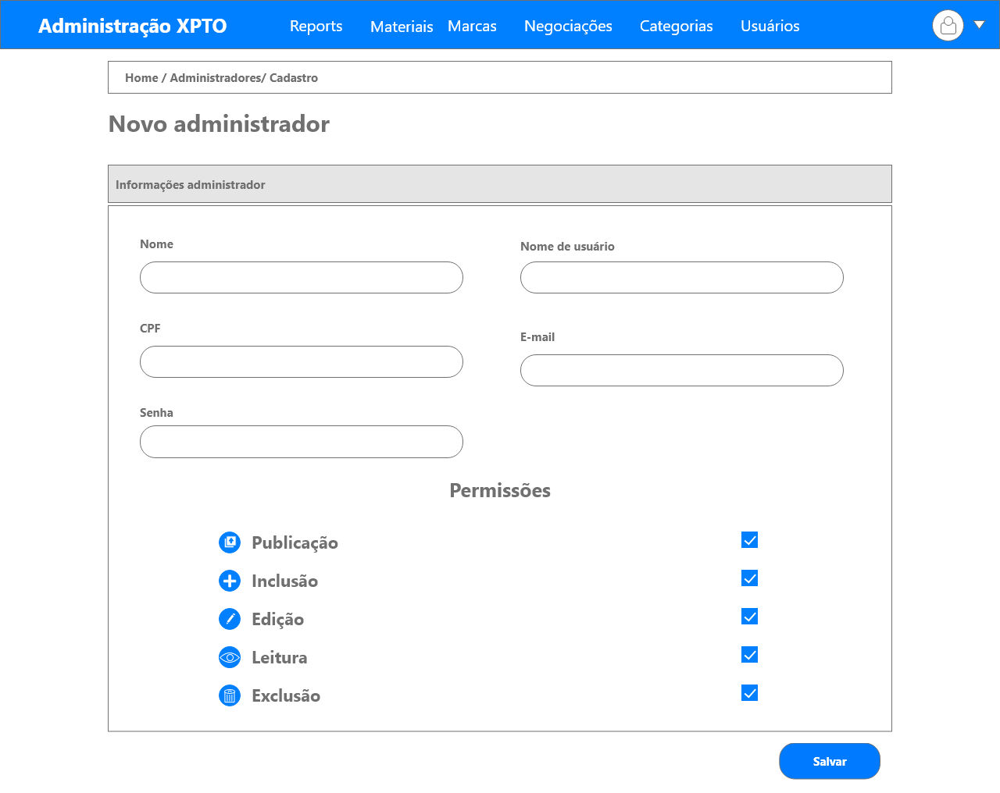 Administração XPTO Reports Materiais Marcas Negociações Categorias Usuários
Home / Administradores/ Cadastro
Novo administrador
Informações administrador
Nome
Nome de usuário
CPF
E-mail
Senha
Permissões
Publicação
Inclusão
Edição
Leitura
Exclusão
Salvar